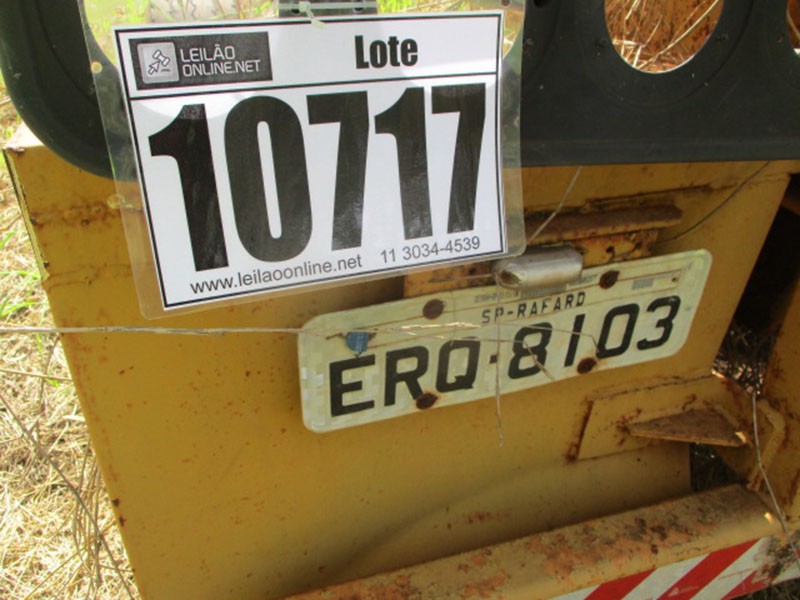 LEILÃO
ONLINE.NET
Lote
10717
www.leilaoonline.net 11 3034-4539
SP-RAFARD
ERQ-8103